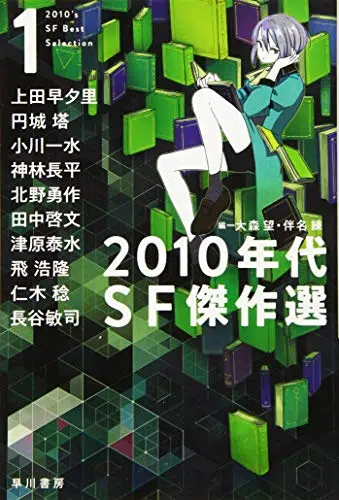 1
2010's
SF Best
Selection
上田早夕里
円城 塔
小川一水
神林長平
北野勇作
田中啓文
津原泰水
飛 浩隆
仁木 稔
長谷敏司
編─大森 望・伴名 練
2010年代
SF傑作選
早川書房